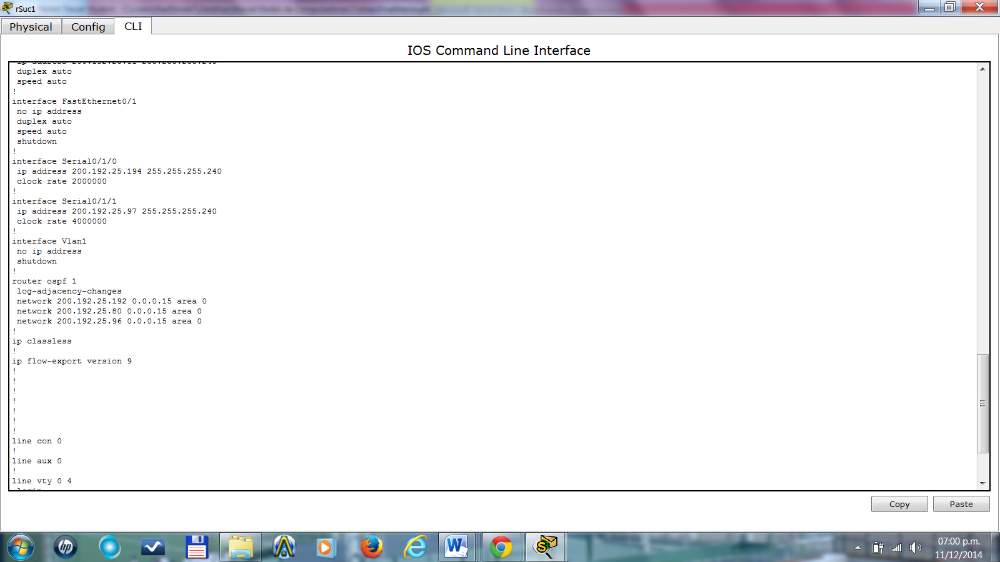 rSuc1
Physical Config CLI
IOS Command Line Interface
duplex auto
speed auto
!
interface FastEthernet0/1
no ip address
duplex auto
speed auto
shutdown
!
interface Serial0/1/0
ip address 200.192.25.194 255.255.255.240
clock rate 2000000
!
interface Serial0/1/1
ip address 200.192.25.97 255.255.255.240
clock rate 4000000
!
interface Vlan1
no ip address
shutdown
!
router ospf 1
log-adjacency-changes
network 200.192.25.192 0.0.0.15 area 0
network 200.192.25.80 0.0.0.15 area 0
network 200.192.25.96 0.0.0.15 area 0
!
ip classless
!
ip flow-export version 9
!
!
!
!
!
!
!
line con 0
!
line aux 0
!
line vty 0 4
Copy Paste
07:00 p.m.
11/12/2014